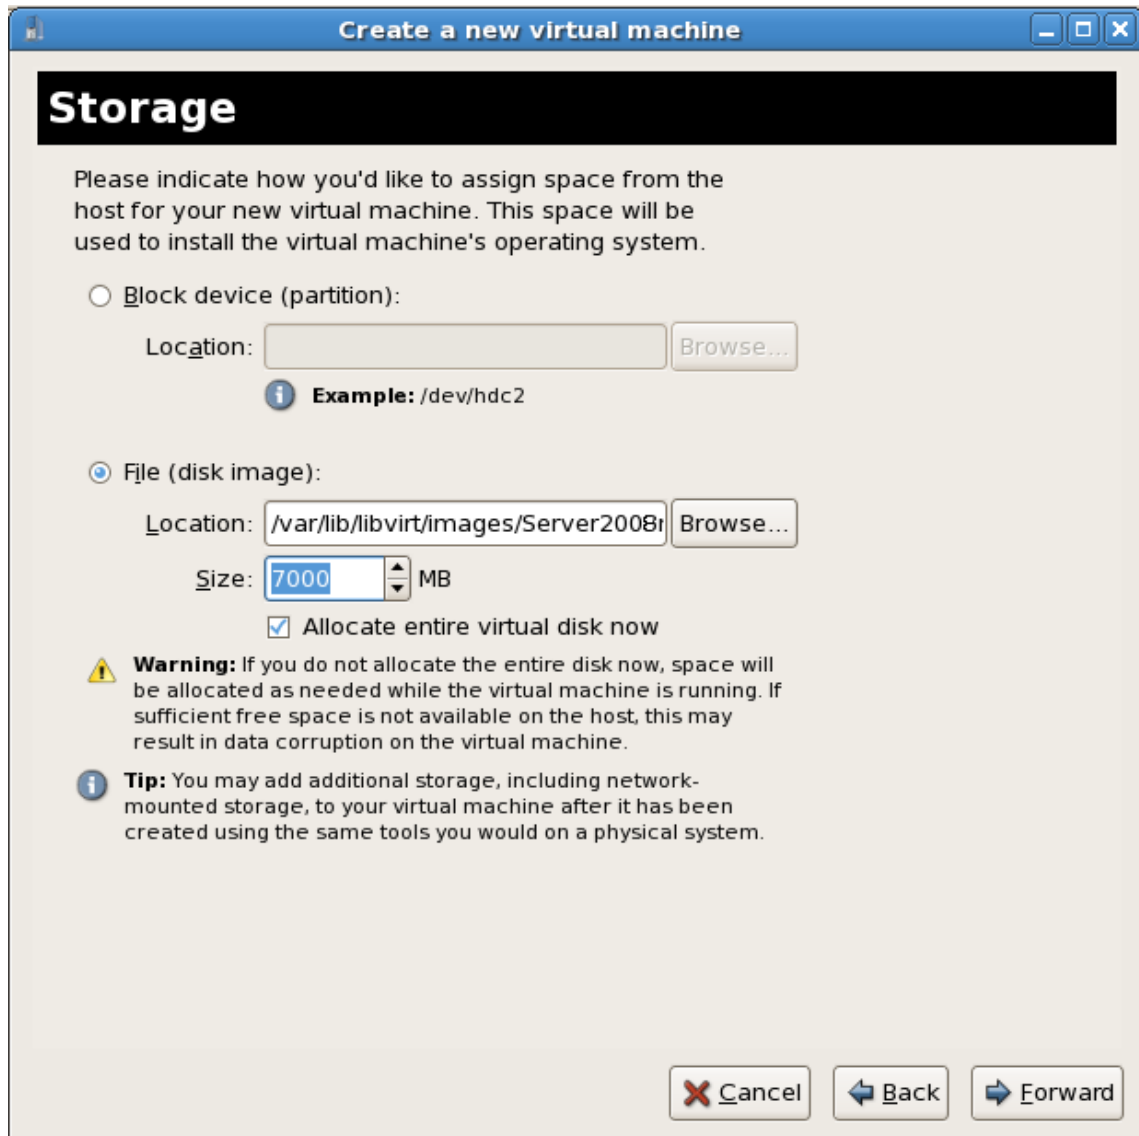 Create a new virtual machine
Storage
Please indicate how you'd like to assign space from the
host for your new virtual machine. This space will be
used to install the virtual machine's operating system.
Block device (partition):
Location: Browse...
Example: /dev/hdc2
File (disk image):
Location: /var/lib/libvirt/images/Server2008r Browse...
Size: 7000 MB
Allocate entire virtual disk now
Warning: If you do not allocate the entire disk now, space will
be allocated as needed while the virtual machine is running. If
sufficient free space is not available on the host, this may
result in data corruption on the virtual machine.
Tip: You may add additional storage, including network-
mounted storage, to your virtual machine after it has been
created using the same tools you would on a physical system.
Cancel Back Forward